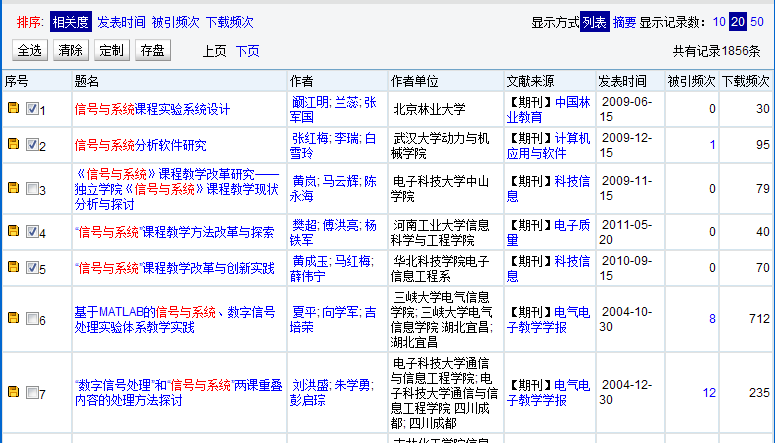 排序: 相关度 发表时间 被引频次 下载频次 显示方式 列表 摘要 显示记录数: 10 20 50
全选 清除 定制 存盘 上页 下页 共有记录1856条
序号 题名 作者 作者单位 文献来源 发表时间 被引频次 下载频次
1 信号与系统课程实验系统设计 阚江明; 兰蕊; 张 北京林业大学 【期刊】中国林 2009-06- 0 30
军国 业教育 15
2 信号与系统分析软件研究 张红梅; 李瑞; 白 武汉大学动力与机 【期刊】计算机 2009-12- 1 95
雪玲 械学院 应用与软件 15
《信号与系统》课程教学改革研究——
3 独立学院《信号与系统》课程教学现状 黄岚; 马云辉; 陈 电子科技大学中山 【期刊】科技信 2009-11- 0 79
分析与探讨 永海 学院 息 15
4 “信号与系统”课程教学方法改革与探索 樊超; 傅洪亮; 杨 河南工业大学信息 【期刊】电子质 2011-05- 0 40
铁军 科学与工程学院 量 20
5 “信号与系统”课程教学改革与创新实践 黄成玉; 马红梅; 华北科技学院电子 【期刊】科技信 2010-09- 0 70
薛伟宁 信息工程系 息 15
6 基于MATLAB的信号与系统、数字信号 夏平; 向学军; 吉 三峡大学电气信息 【期刊】电气电 2004-10- 8 712
处理实验体系教学实践 培荣 学院; 三峡大学电 子教学学报 30
气信息学院 湖北宜昌;
湖北宜昌
7 “数字信号处理”和“信号与系统”两课重叠 刘洪盛; 朱学勇; 电子科技大学通信 【期刊】电气电 2004-12- 12 235
内容的处理方法探讨 彭启琮 与信息工程学院; 电 子教学学报 30
子科技大学通信与信
息工程学院 四川成
都; 四川成都